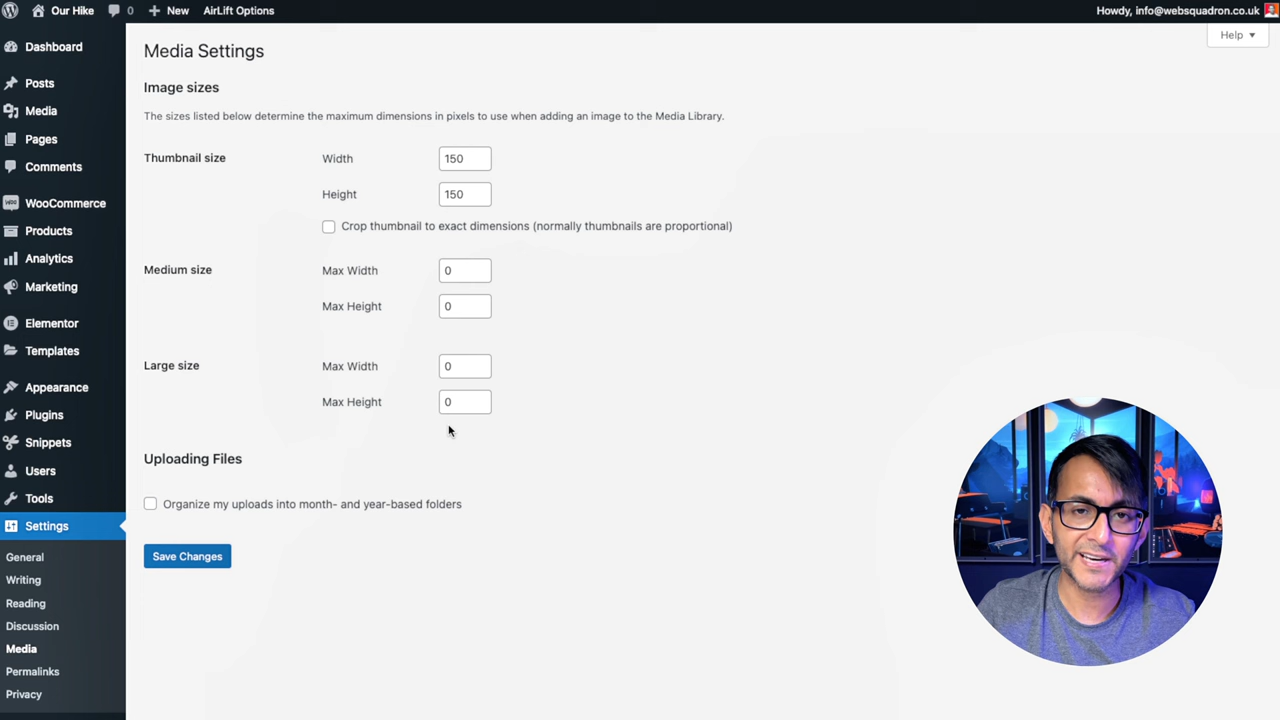 Our Hike
0
New
AirLift Options
Howdy, info@websquadron.co.uk
Help
Dashboard
Posts
Media
Pages
Comments
WooCommerce
Products
Analytics
Marketing
Elementor
Templates
Appearance
Plugins
Snippets
Users
Tools
Settings
General
Writing
Reading
Discussion
Media
Permalinks
Privacy
Media Settings
Image sizes
The sizes listed below determine the maximum dimensions in pixels to use when adding an image to the Media Library.
Thumbnail size
Width 150
Height 150
Crop thumbnail to exact dimensions (normally thumbnails are proportional)
Medium size
Max Width 0
Max Height 0
Large size
Max Width 0
Max Height 0
Uploading Files
Organize my uploads into month- and year-based folders
Save Changes